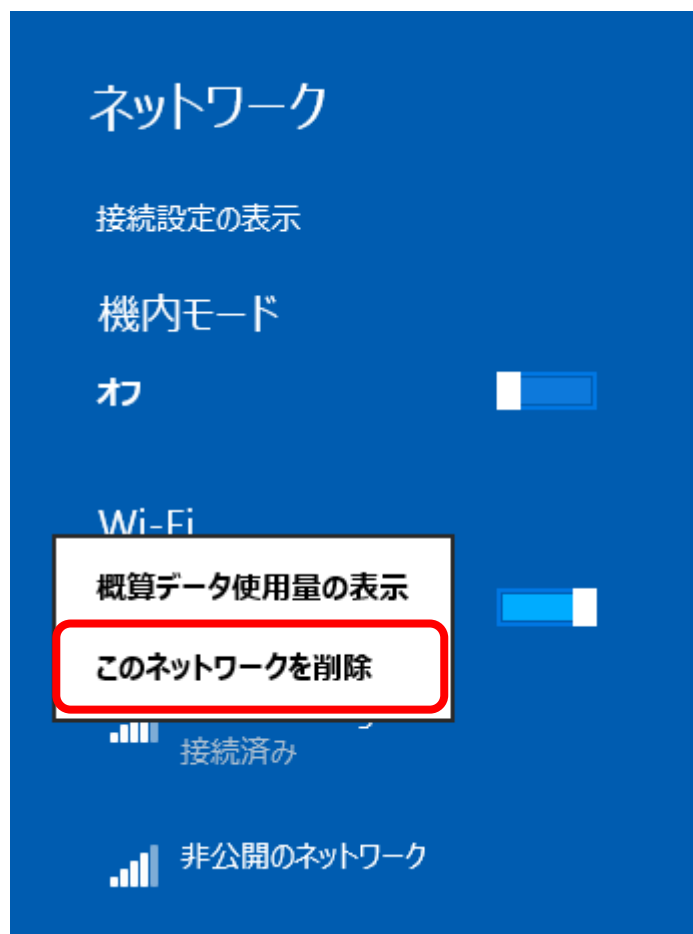 ネットワーク
接続設定の表示
機内モード
オフ
Wi-Fi
概算データ使用量の表示
このネットワークを削除
接続済み
非公開のネットワーク